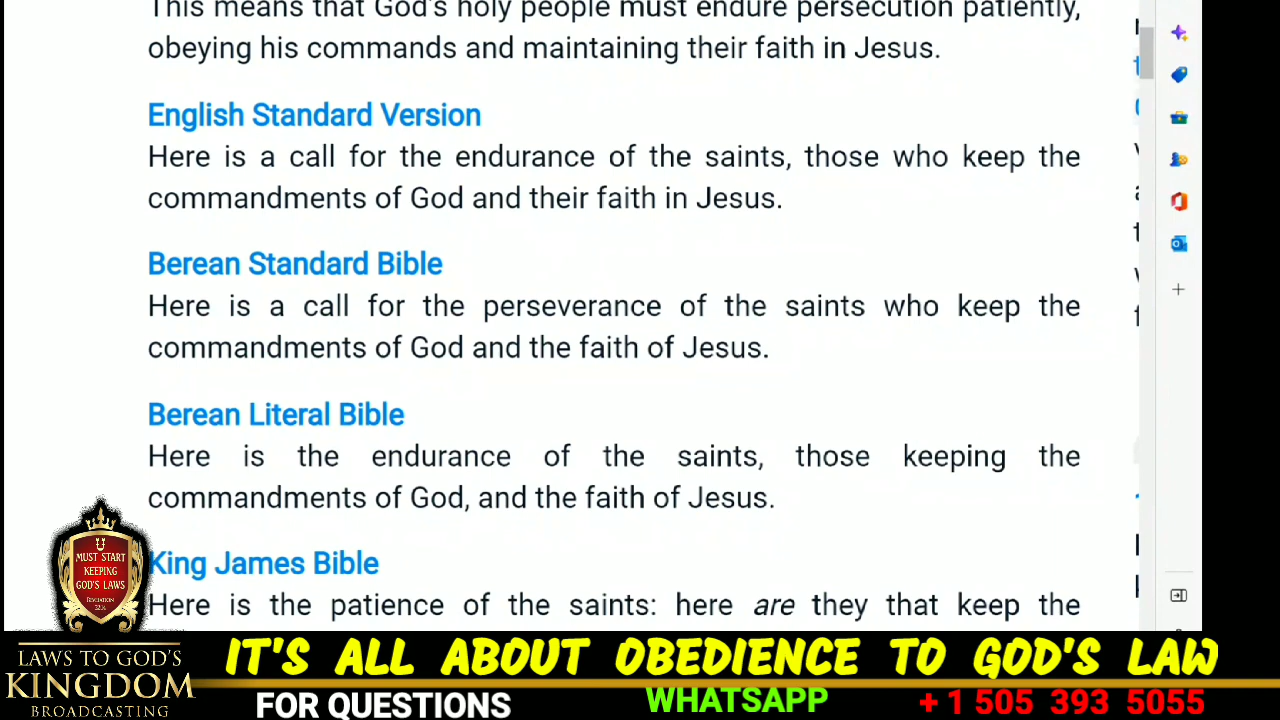 This means that God's holy people must endure persecution patiently,
obeying his commands and maintaining their faith in Jesus.
English Standard Version
Here is a call for the endurance of the saints, those who keep the
commandments of God and their faith in Jesus.
Berean Standard Bible
Here is a call for the perseverance of the saints who keep the
commandments of God and the faith of Jesus.
Berean Literal Bible
Here is the endurance of the saints, those keeping the
commandments of God, and the faith of Jesus.
King James Bible
Here is the patience of the saints: here are they that keep the
U
MUST START
KEEPING
GOD'S LAWS
LAWS TO GOD'S
KINGDOM
BROADCASTING
IT'S ALL ABOUT OBEDIENCE TO GOD'S LAW
FOR QUESTIONS WHATSAPP + 1 505 393 5055